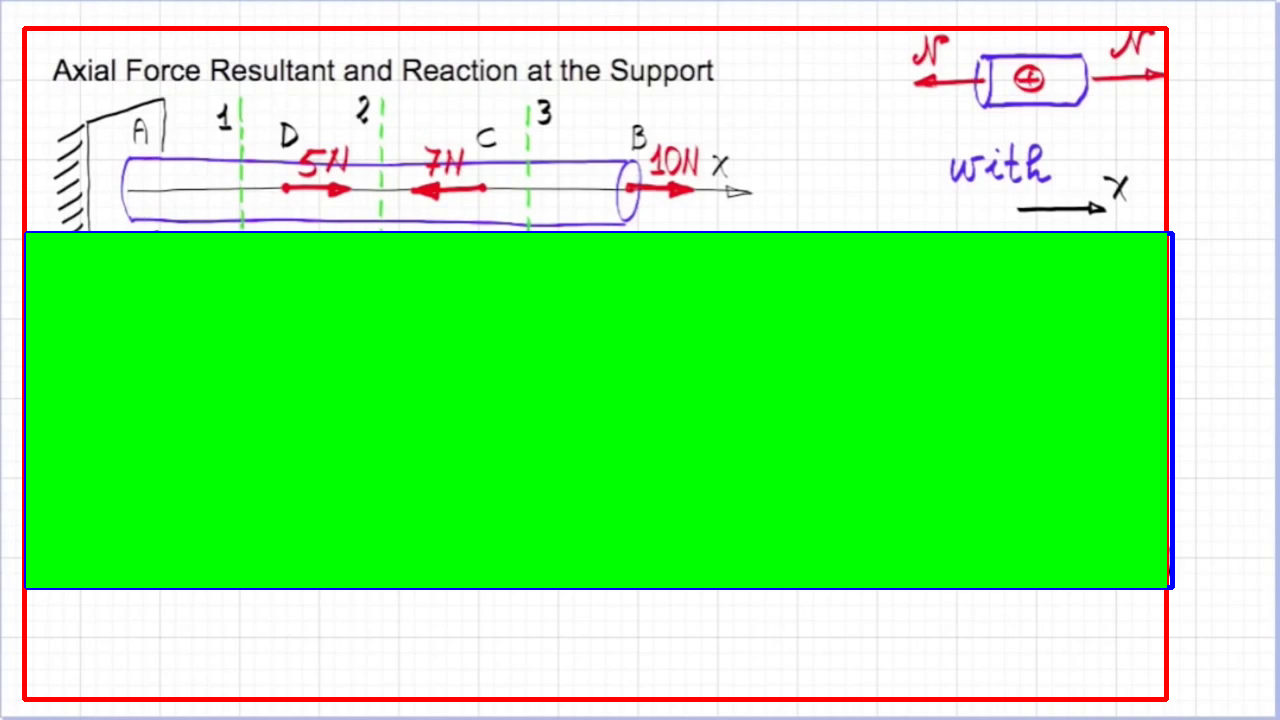 Axial Force Resultant and Reaction at the Support
N N
+
A 1 D 2 C 3 B
5N 7N 10N X
with
X